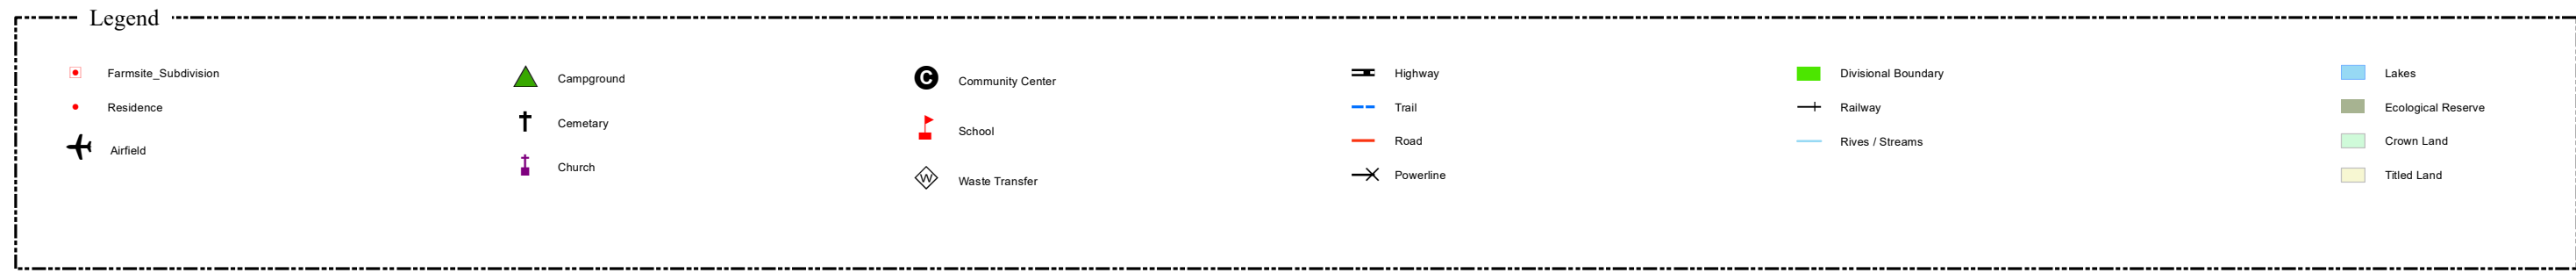 Legend
Farmsite_Subdivision
Residence
Airfield
Campground
Cemetary
Church
C
Community Center
School
W
Waste Transfer
Highway
Trail
Road
Powerline
Divisional Boundary
Railway
Rives / Streams
Lakes
Ecological Reserve
Crown Land
Titled Land